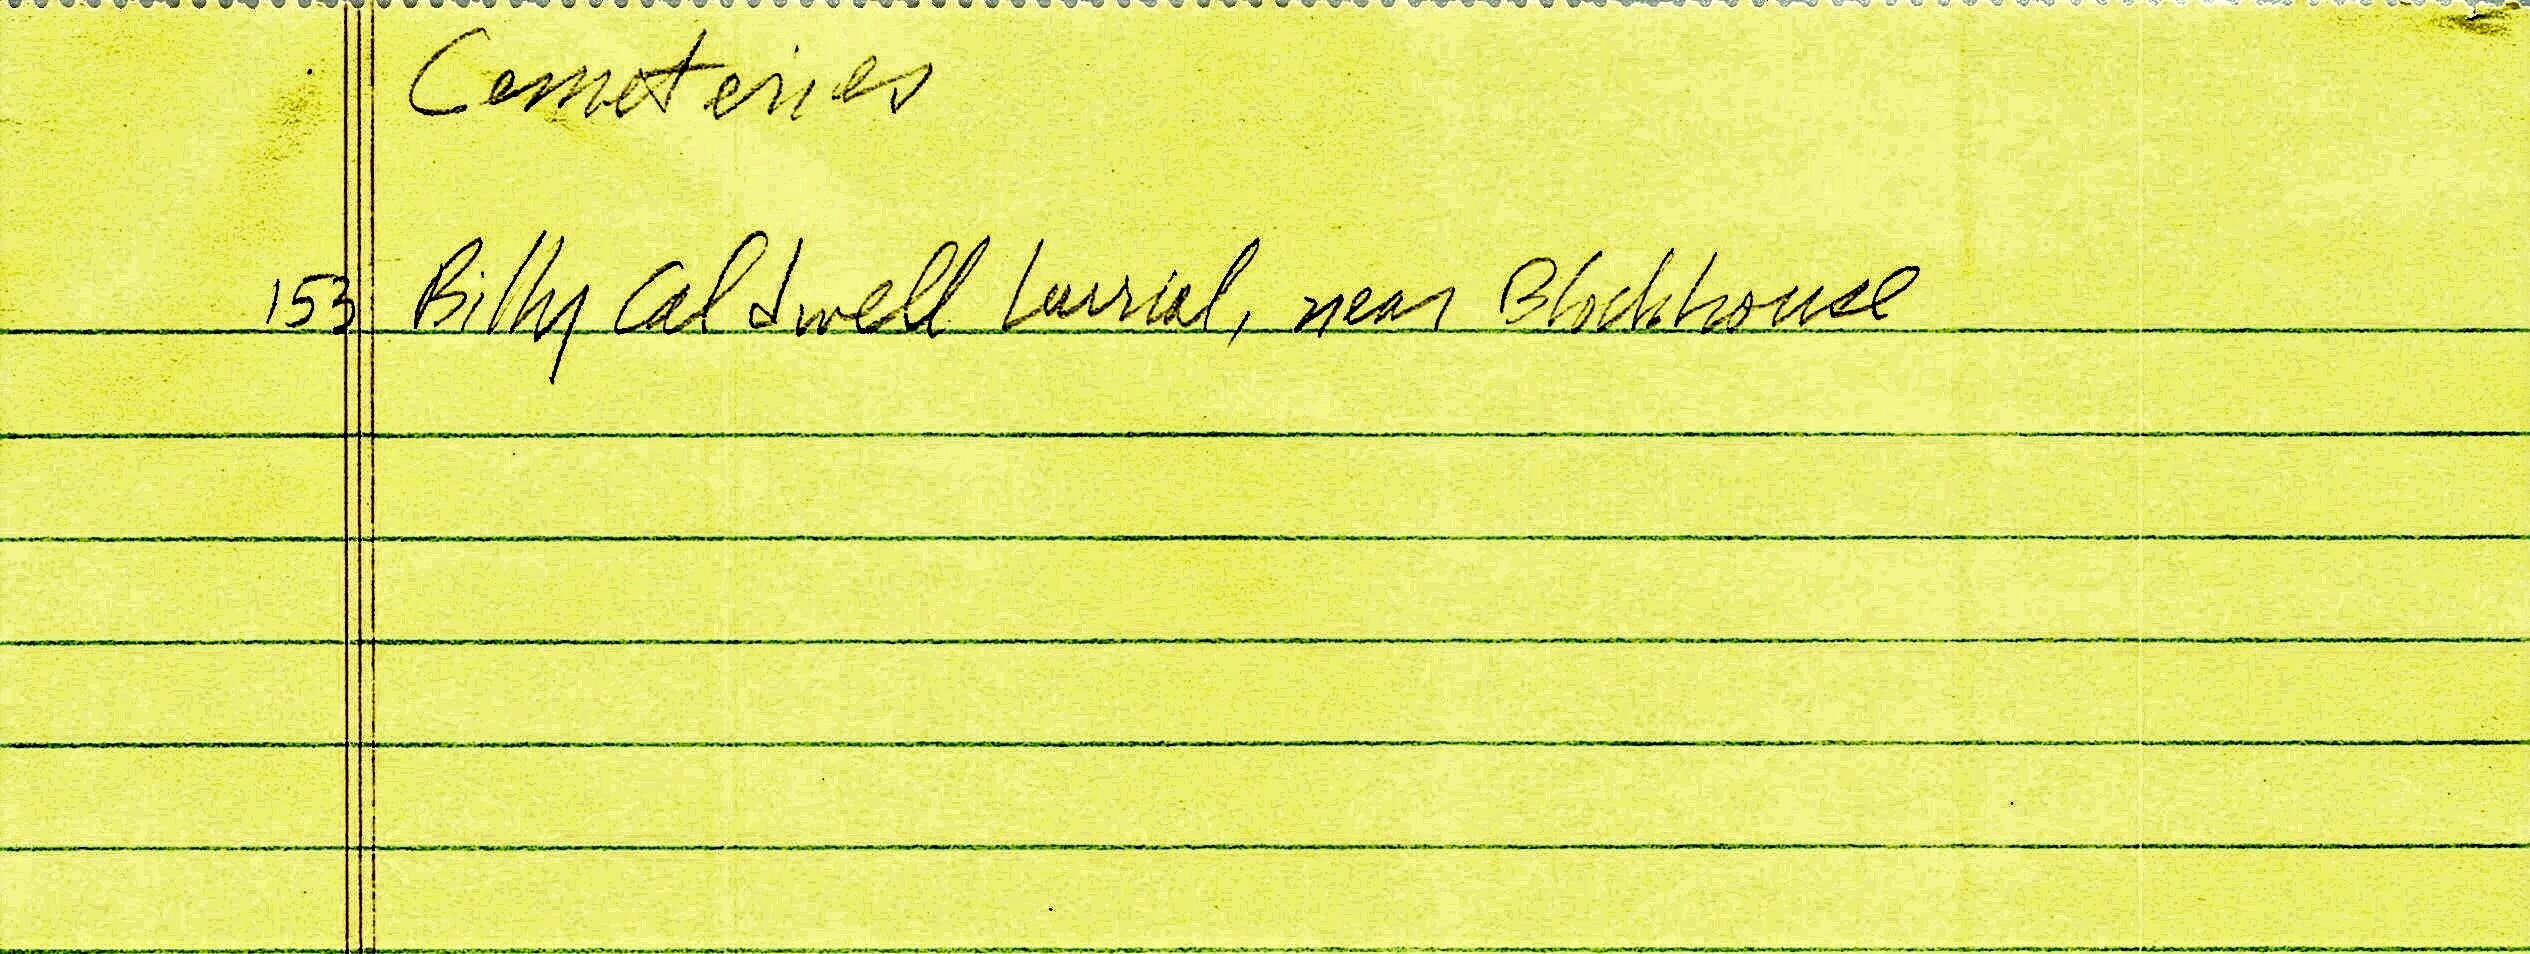 Cemeteries
153 Billy Caldwell burial, near Blockhouse